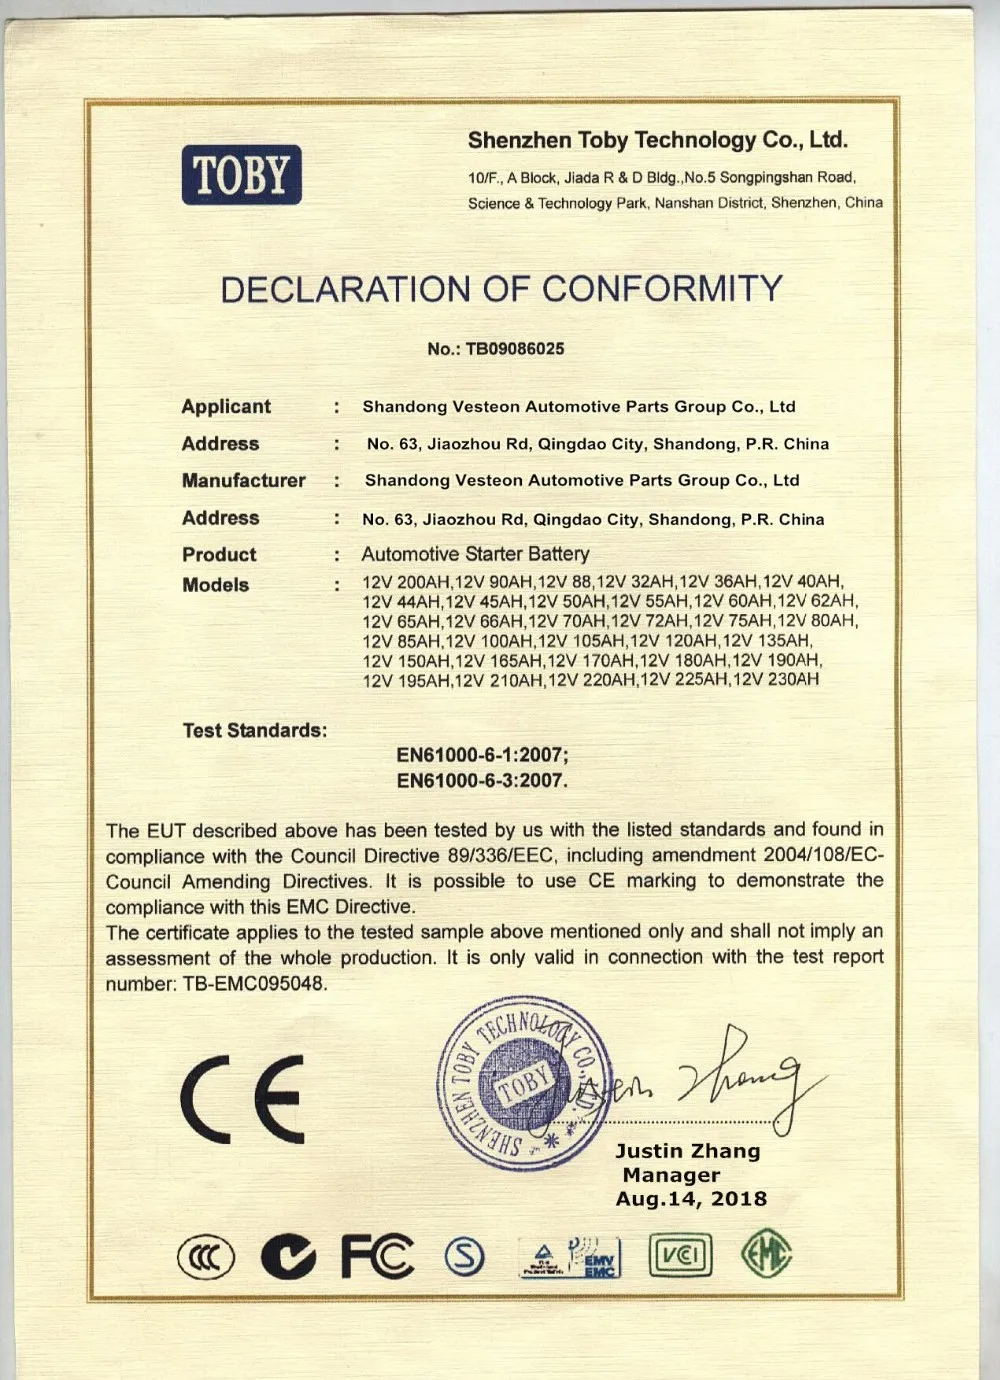 TOBY
Shenzhen Toby Technology Co., Ltd.
10/F., A Block, Jiada R & D Bldg.,No.5 Songpingshan Road,
Science & Technology Park, Nanshan District, Shenzhen, China
DECLARATION OF CONFORMITY
No.: TB09086025
Applicant : Shandong Vesteon Automotive Parts Group Co., Ltd
Address : No. 63, Jiaozhou Rd, Qingdao City, Shandong, P.R. China
Manufacturer : Shandong Vesteon Automotive Parts Group Co., Ltd
Address : No. 63, Jiaozhou Rd, Qingdao City, Shandong, P.R. China
Product : Automotive Starter Battery
Models : 12V 200AH,12V 90AH,12V 88,12V 32AH,12V 36AH,12V 40AH,
12V 44AH,12V 45AH,12V 50AH,12V 55AH,12V 60AH,12V 62AH,
12V 65AH,12V 66AH,12V 70AH,12V 72AH,12V 75AH,12V 80AH,
12V 85AH,12V 100AH,12V 105AH,12V 120AH,12V 135AH,
12V 150AH,12V 165AH,12V 170AH,12V 180AH,12V 190AH,
12V 195AH,12V 210AH,12V 220AH,12V 225AH,12V 230AH
Test Standards:
EN61000-6-1:2007;
EN61000-6-3:2007.
The EUT described above has been tested by us with the listed standards and found in
compliance with the Council Directive 89/336/EEC, including amendment 2004/108/EC-
Council Amending Directives. It is possible to use CE marking to demonstrate the
compliance with this EMC Directive.
The certificate applies to the tested sample above mentioned only and shall not imply an
assessment of the whole production. It is only valid in connection with the test report
number: TB-EMC095048.
CE
SHENZHEN TOBY TECHNOLOGY CO., LTD.
TOBY
Justin Zhang
Justin Zhang
Manager
Aug.14, 2018
CCC
FC
S
EMV
EMC
VCI
EMC